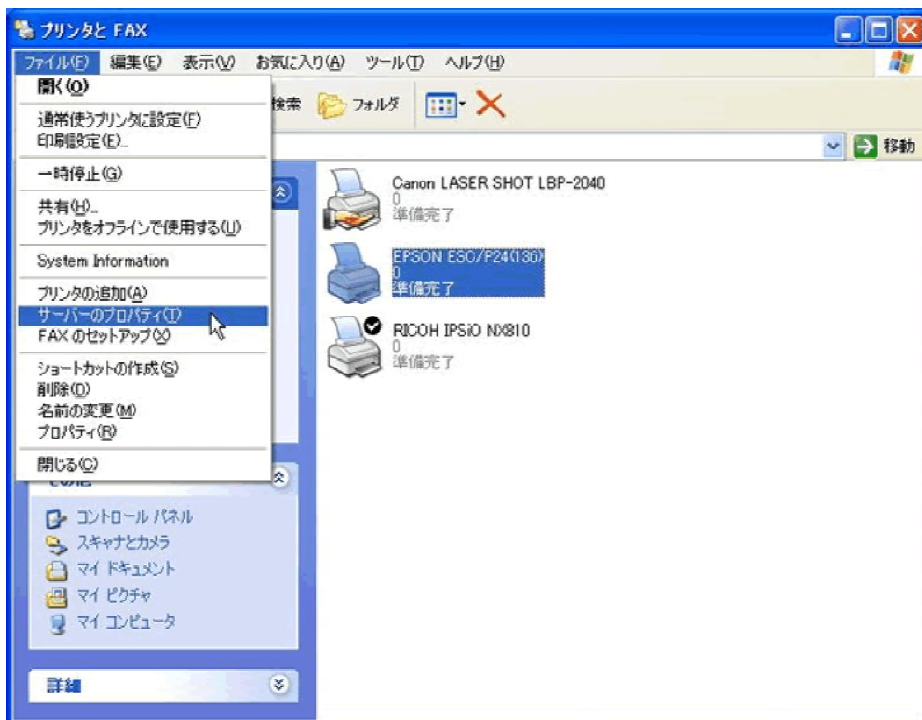 プリンタと FAX
ファイル(F) 編集(E) 表示(V) お気に入り(A) ツール(T) ヘルプ(H)
開く(O)
通常使うプリンタに設定(F)
印刷設定(E)...
一時停止(G)
共有(H)...
プリンタをオフラインで使用する(U)
System Information
プリンタの追加(A)
サーバーのプロパティ(T)
FAX のセットアップ(X)
ショートカットの作成(S)
削除(D)
名前の変更(M)
プロパティ(R)
閉じる(C)
検索 フォルダ
移動
Canon LASER SHOT LBP-2040
0
準備完了
EPSON ESC/P24(136)
0
準備完了
RICOH IPSiO NX810
0
準備完了
その他
コントロール パネル
スキャナとカメラ
マイ ドキュメント
マイ ピクチャ
マイ コンピュータ
詳細